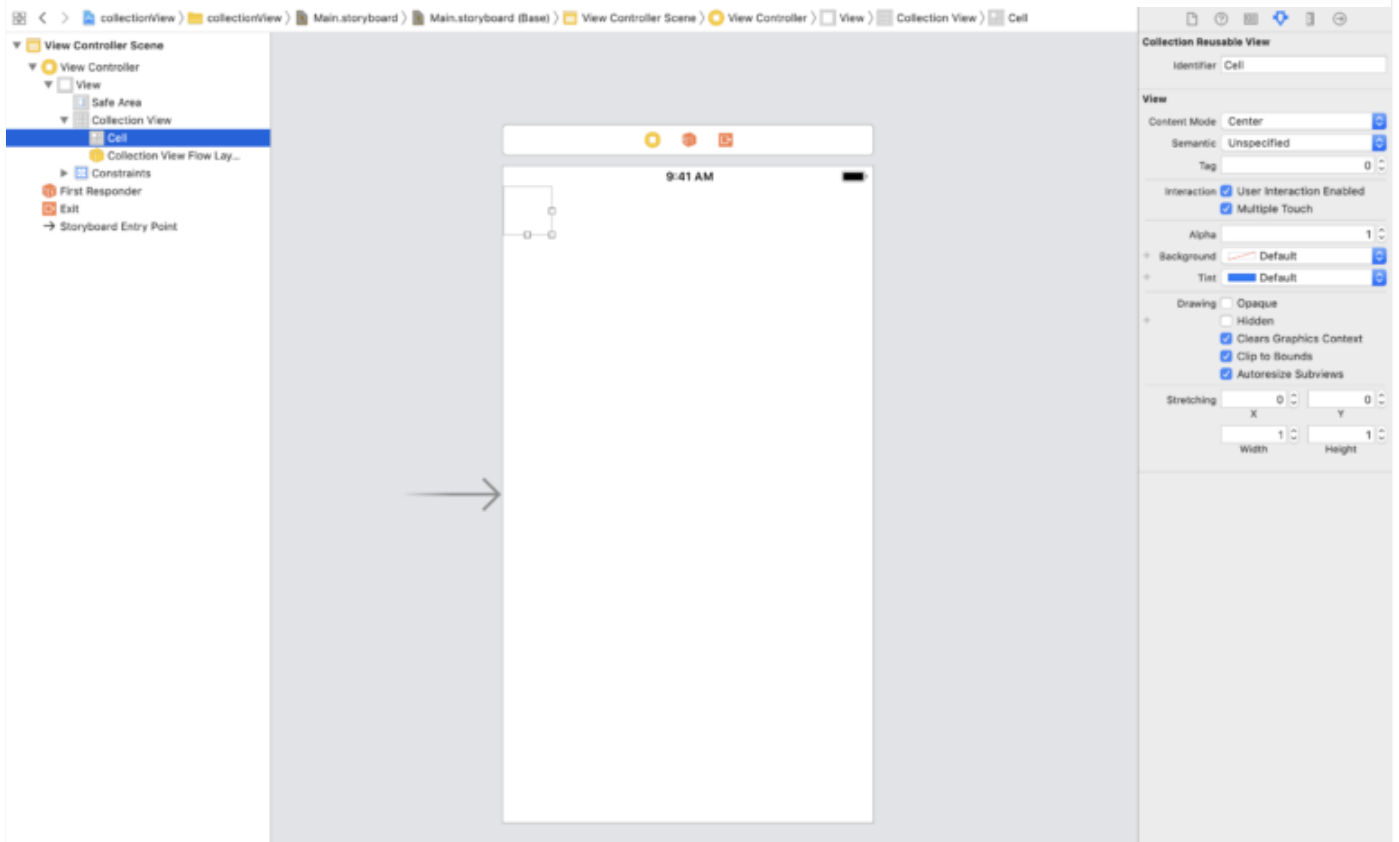 collectionView 〉 collectionView 〉 Main.storyboard 〉 Main.storyboard (Base) 〉 View Controller Scene 〉 View Controller 〉 View 〉 Collection View 〉 Cell
View Controller Scene
View Controller
View
Safe Area
Collection View
Cell
Collection View Flow Lay...
Constraints
First Responder
Exit
Storyboard Entry Point
9:41 AM
Collection Reusable View
Identifier Cell
View
Content Mode Center
Semantic Unspecified
Tag 0
Interaction User Interaction Enabled
Multiple Touch
Alpha 1
Background Default
Tint Default
Drawing Opaque
Hidden
Clears Graphics Context
Clip to Bounds
Autoresize Subviews
Stretching 0 0
X Y
1 1
Width Height